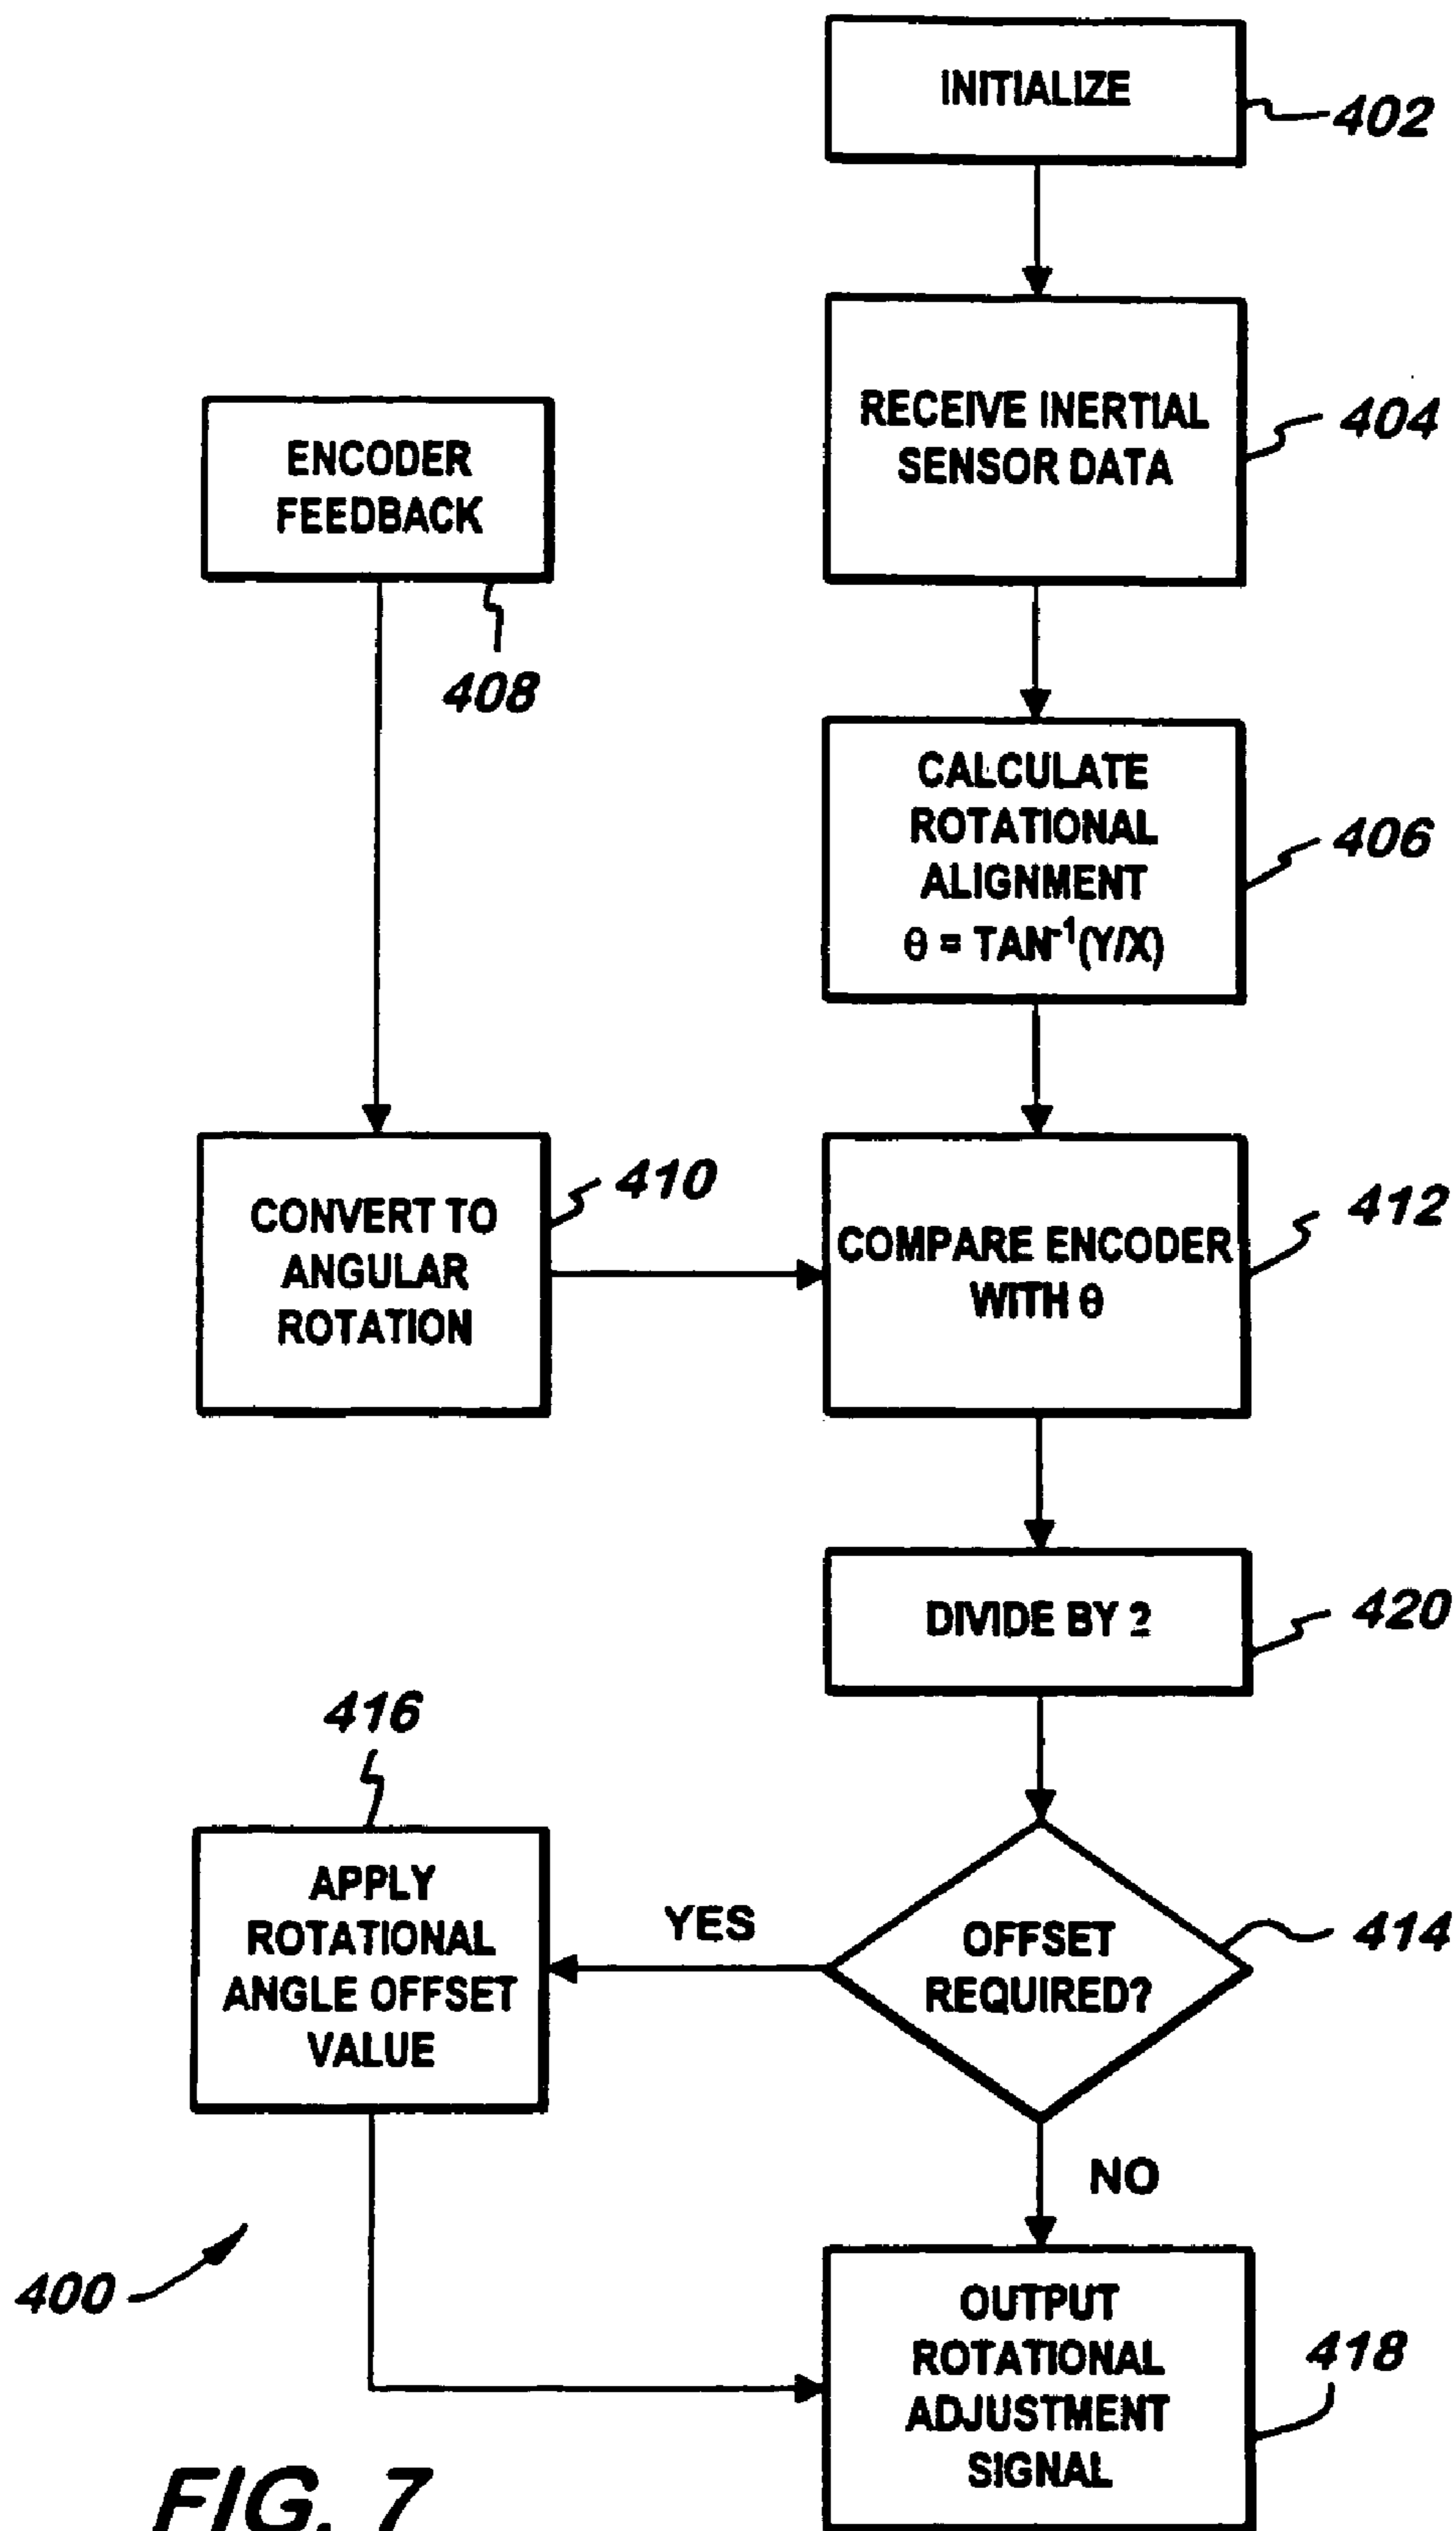 INITIALIZE
402
RECEIVE INERTIAL
SENSOR DATA
404
ENCODER
FEEDBACK
408
CALCULATE
ROTATIONAL
ALIGNMENT
θ = TAN⁻¹(Y/X)
406
CONVERT TO
ANGULAR
ROTATION
410
COMPARE ENCODER
WITH θ
412
DIVIDE BY 2
420
416
APPLY
ROTATIONAL
ANGLE OFFSET
VALUE
YES
OFFSET
REQUIRED?
414
NO
400
OUTPUT
ROTATIONAL
ADJUSTMENT
SIGNAL
418
FIG. 7